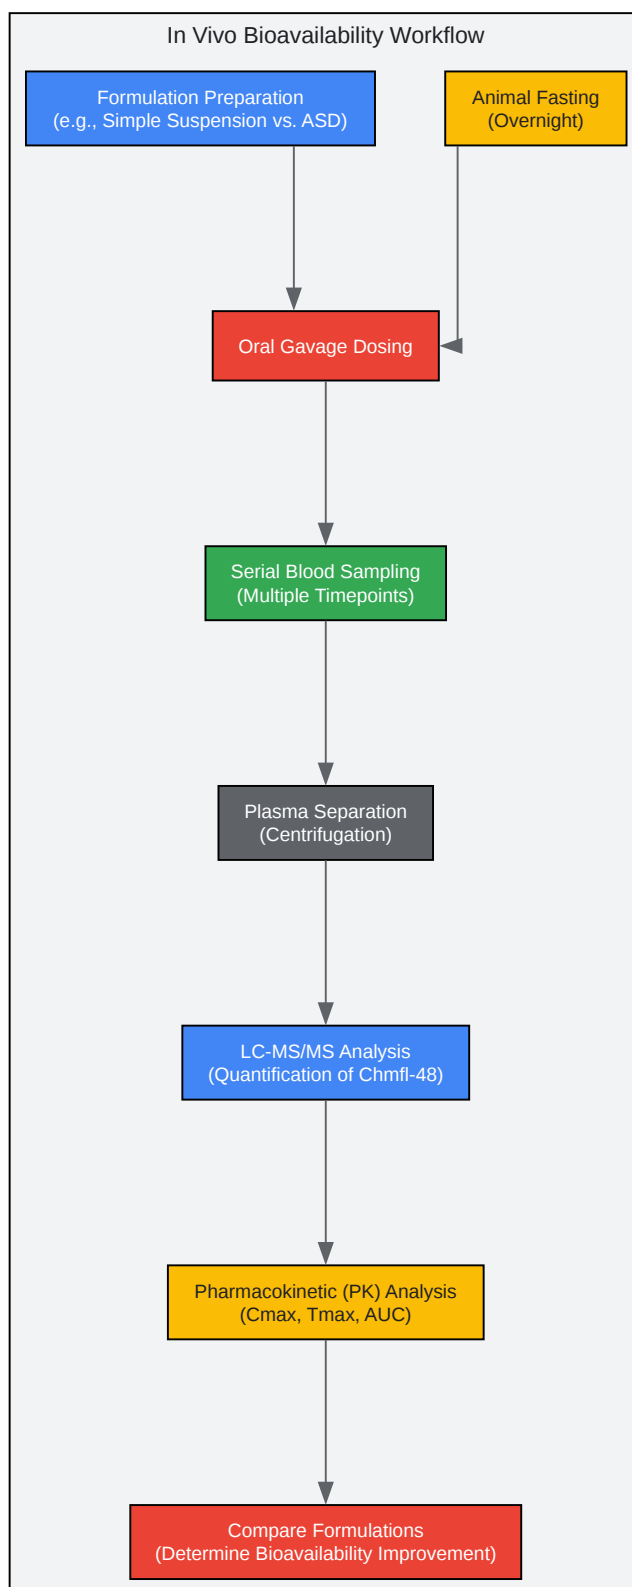 In Vivo Bioavailability Workflow
Formulation Preparation
(e.g., Simple Suspension vs. ASD)
Animal Fasting
(Overnight)
Oral Gavage Dosing
Serial Blood Sampling
(Multiple Timepoints)
Plasma Separation
(Centrifugation)
LC-MS/MS Analysis
(Quantification of Chmfl-48)
Pharmacokinetic (PK) Analysis
(Cmax, Tmax, AUC)
Compare Formulations
(Determine Bioavailability Improvement)